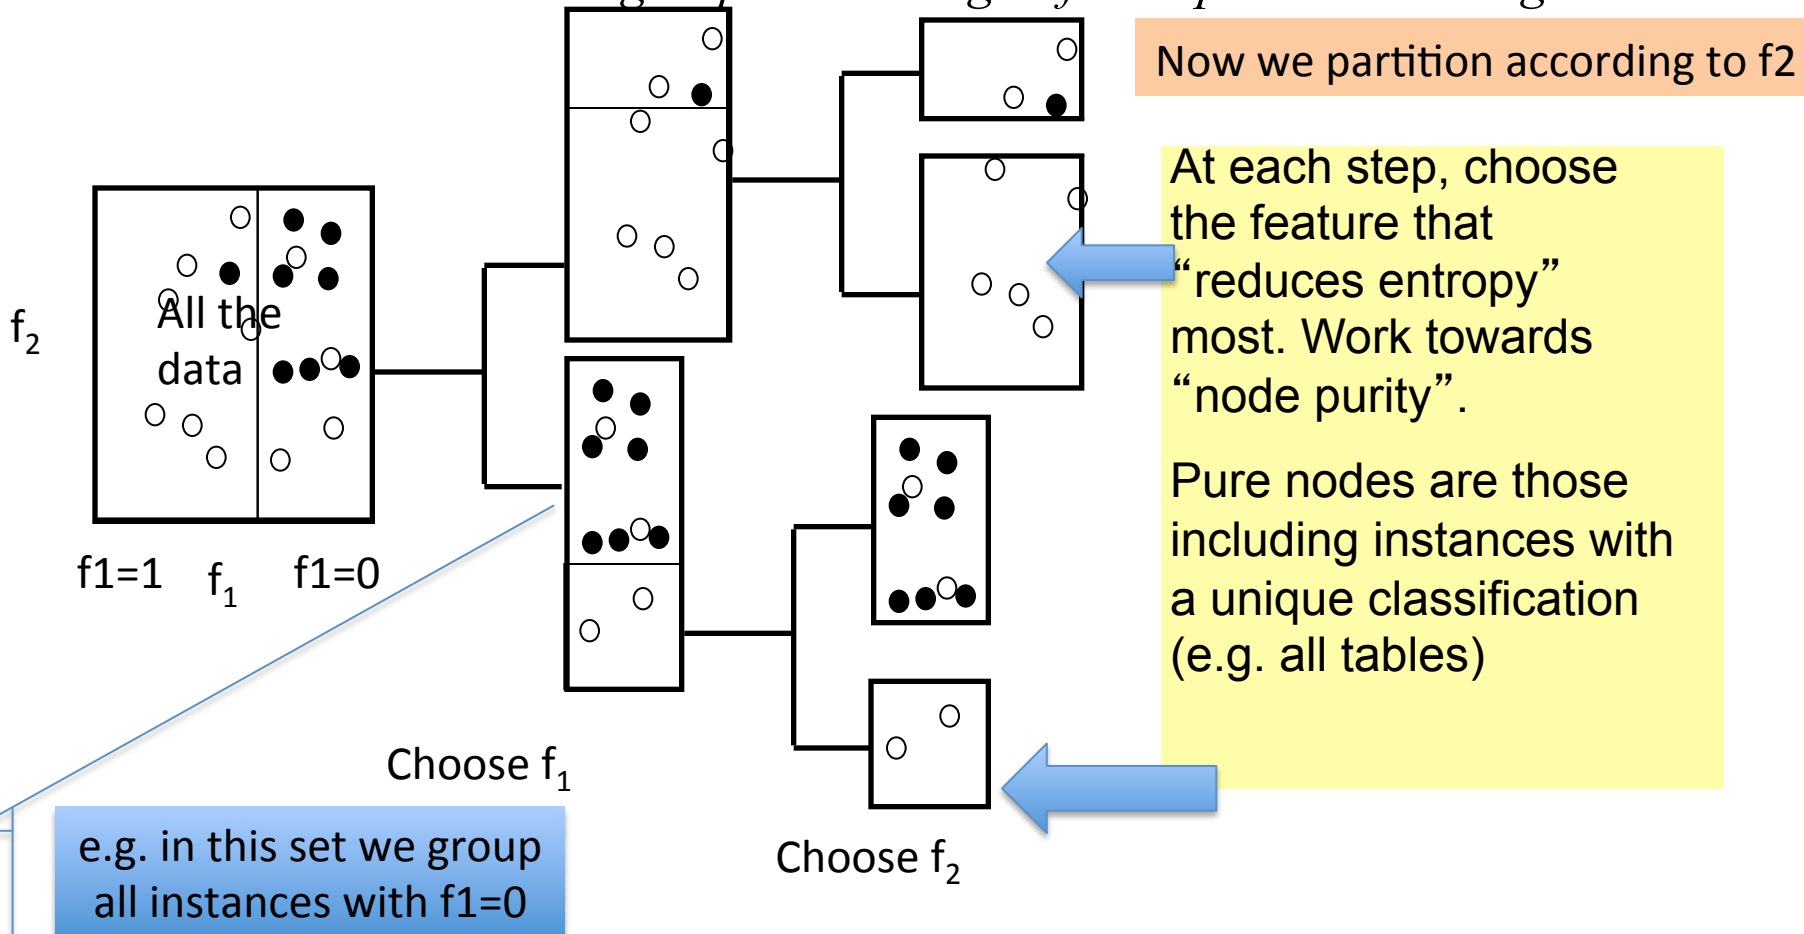 Now we partition according to f2
At each step, choose
the feature that
“reduces entropy”
most. Work towards
“node purity”.
Pure nodes are those
including instances with
a unique classification
(e.g. all tables)
All the
data
f2
f1=1 f1 f1=0
Choose f1
Choose f2
e.g. in this set we group
all instances with f1=0